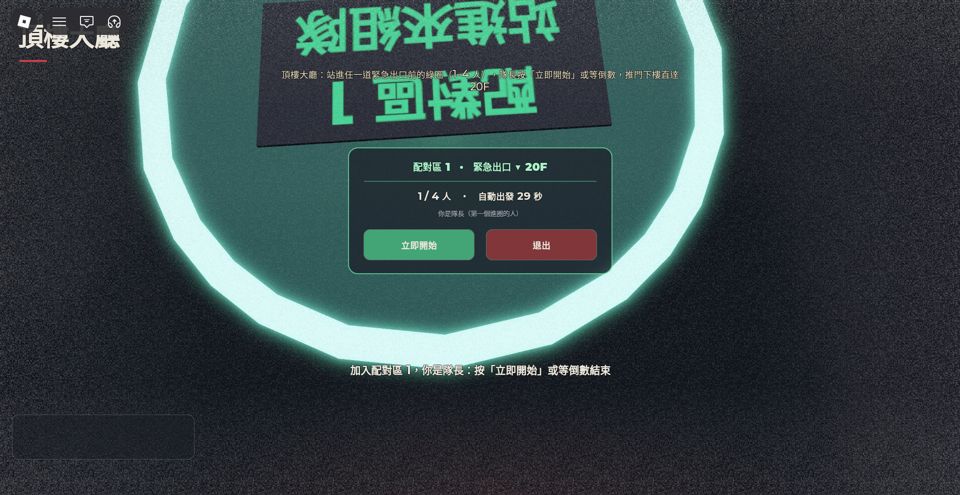 頂樓大廳
站進來組隊
配對區 1
頂樓大廳：站進任一道緊急出口前的綠圈（1-4 人），隊長按「立即開始」或等倒數，推門下樓直達
20F
配對區 1 • 緊急出口 ▼ 20F
1 / 4 人 • 自動出發 29 秒
你是隊長（第一個進圈的人）
立即開始
退出
加入配對區 1，你是隊長：按「立即開始」或等倒數結束